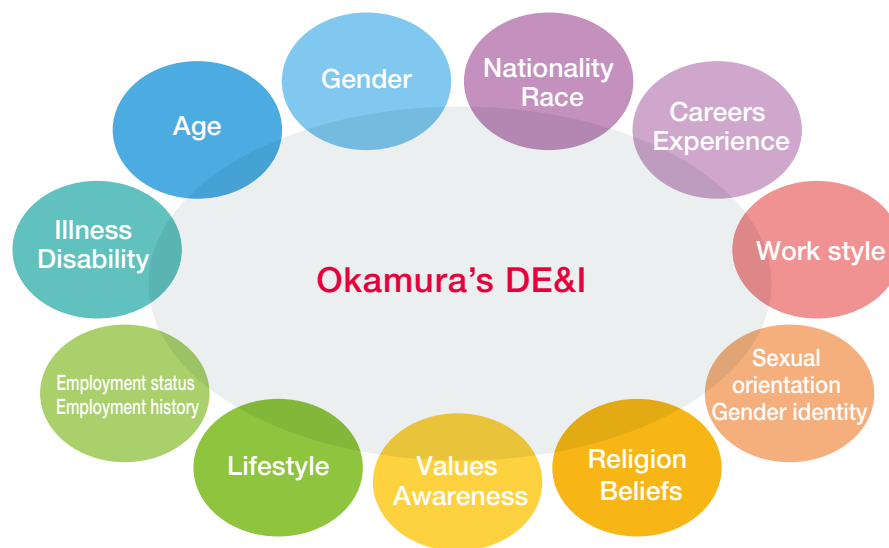 Gender
Nationality
Race
Age
Careers
Experience
Illness
Disability
Okamura’s DE&I
Work style
Employment status
Employment history
Sexual
orientation
Gender identity
Lifestyle
Values
Awareness
Religion
Beliefs